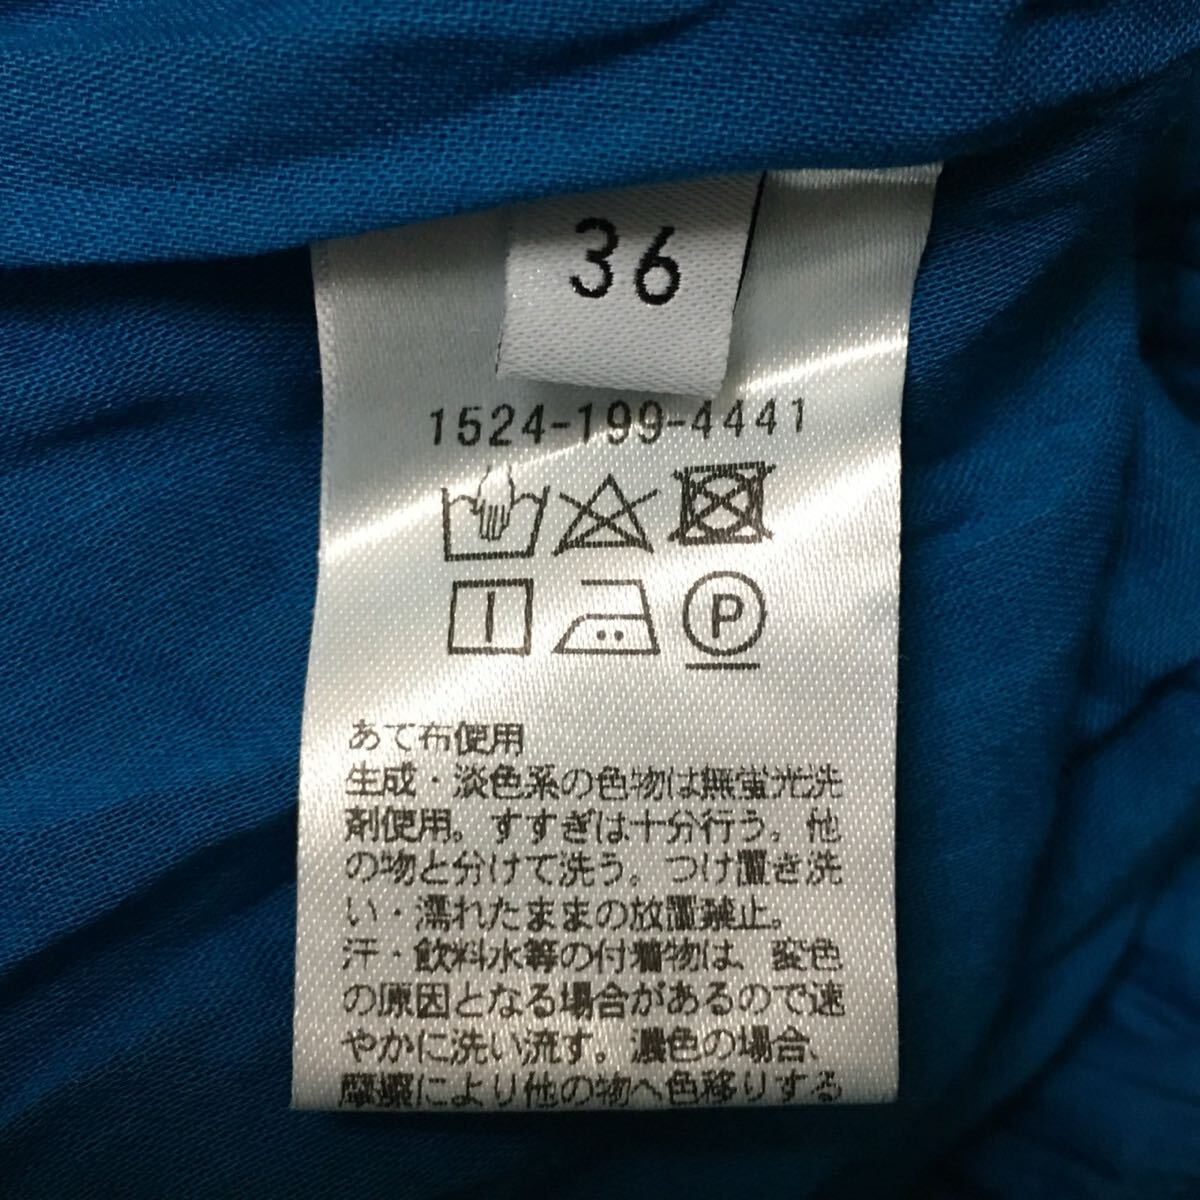 36
1524-199-4441
P
あて布使用
生成・淡色系の色物は無蛍光洗
剤使用。すすぎは十分行う。他
の物と分けて洗う。つけ置き洗
い・濡れたままの放置禁止。
汗・飲料水等の付着物は、変色
の原因となる場合があるので速
やかに洗い流す。濃色の場合、
摩擦により他の物へ色移りする